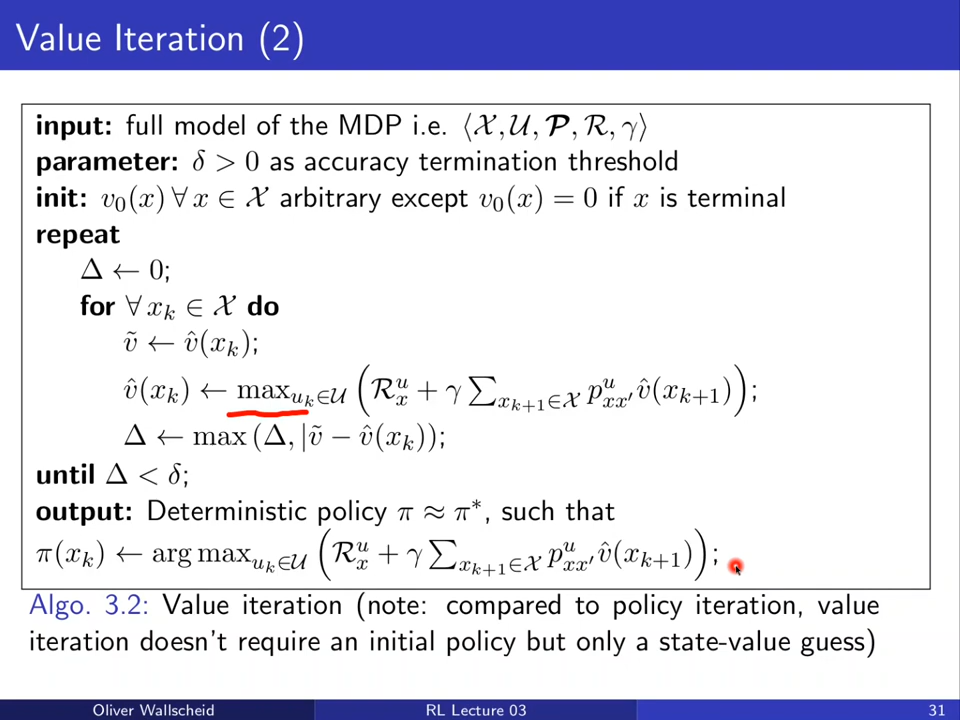 Value Iteration (2)
input: full model of the MDP i.e. ⟨𝒳, 𝒰, 𝓟, ℛ, γ⟩
parameter: δ > 0 as accuracy termination threshold
init: v₀(x) ∀ x ∈ 𝒳 arbitrary except v₀(x) = 0 if x is terminal
repeat
Δ ← 0;
for ∀ xₖ ∈ 𝒳 do
ṽ ← v̂(xₖ);
v̂(xₖ) ← max_{uₖ∈𝒰} (ℛₓᵘ + γ ∑_{xₖ₊₁∈𝒳} p^u_{xx′} v̂(xₖ₊₁));
Δ ← max (Δ, |ṽ − v̂(xₖ));
until Δ < δ;
output: Deterministic policy π ≈ π*, such that
π(xₖ) ← arg max_{uₖ∈𝒰} (ℛₓᵘ + γ ∑_{xₖ₊₁∈𝒳} p^u_{xx′} v̂(xₖ₊₁));
Algo. 3.2: Value iteration (note: compared to policy iteration, value
iteration doesn't require an initial policy but only a state-value guess)
Oliver Wallscheid RL Lecture 03 31